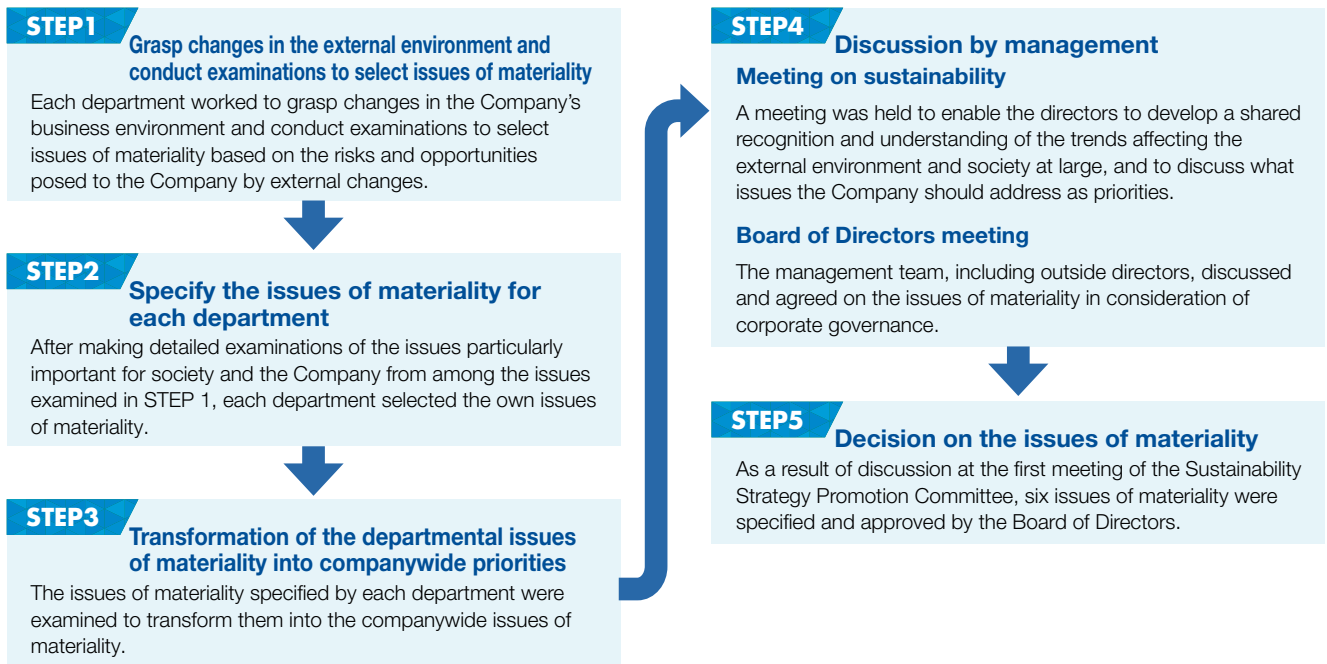 STEP1
Grasp changes in the external environment and
conduct examinations to select issues of materiality
Each department worked to grasp changes in the Company's
business environment and conduct examinations to select
issues of materiality based on the risks and opportunities
posed to the Company by external changes.
STEP2
Specify the issues of materiality for
each department
After making detailed examinations of the issues particularly
important for society and the Company from among the issues
examined in STEP 1, each department selected the own issues
of materiality.
STEP3
Transformation of the departmental issues
of materiality into companywide priorities
The issues of materiality specified by each department were
examined to transform them into the companywide issues of
materiality.
STEP4
Discussion by management
Meeting on sustainability
A meeting was held to enable the directors to develop a shared
recognition and understanding of the trends affecting the
external environment and society at large, and to discuss what
issues the Company should address as priorities.
Board of Directors meeting
The management team, including outside directors, discussed
and agreed on the issues of materiality in consideration of
corporate governance.
STEP5
Decision on the issues of materiality
As a result of discussion at the first meeting of the Sustainability
Strategy Promotion Committee, six issues of materiality were
specified and approved by the Board of Directors.